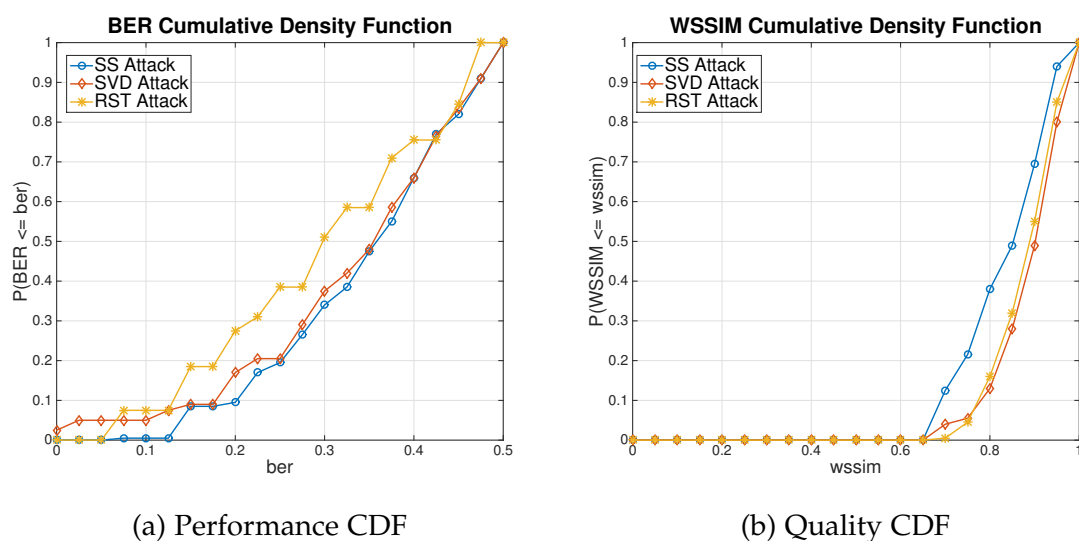 BER Cumulative Density Function
1
0.9
0.8
0.7
0.6
0.5
0.4
0.3
0.2
0.1
0
P(BER <= ber)
SS Attack
SVD Attack
RST Attack
0 0.1 0.2 0.3 0.4 0.5
ber
(a) Performance CDF
WSSIM Cumulative Density Function
1
0.9
0.8
0.7
0.6
0.5
0.4
0.3
0.2
0.1
0
P(WSSIM <= wssim)
SS Attack
SVD Attack
RST Attack
0 0.2 0.4 0.6 0.8 1
wssim
(b) Quality CDF